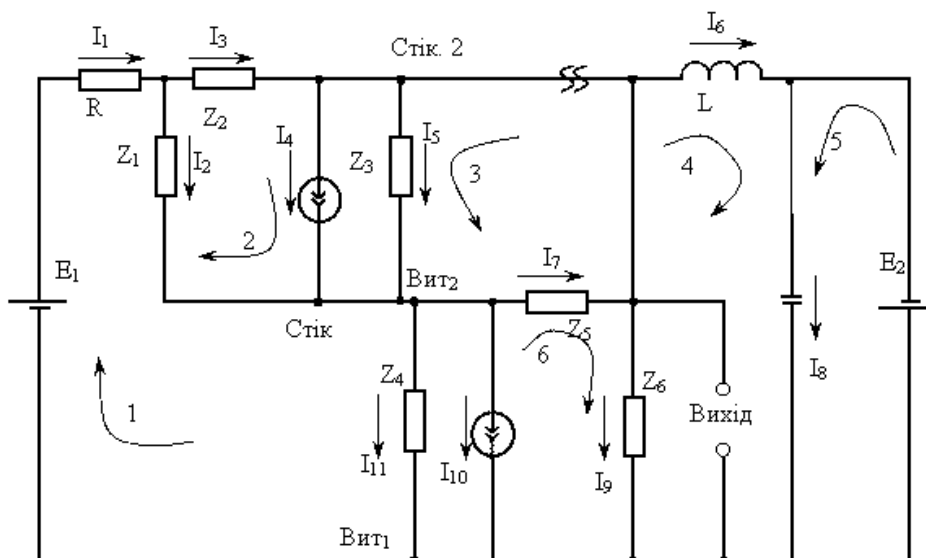 I₁
I₃
Стік. 2
I₆
R
Z₂
L
Z₁
I₂
I₄
Z₃
I₅
3
4
5
2
E₁
Вит₂
I₇
E₂
Стік
Z₅
6
I₈
1
Z₄
Z₆
Вихід
I₁₁
I₁₀
I₉
Вит₁